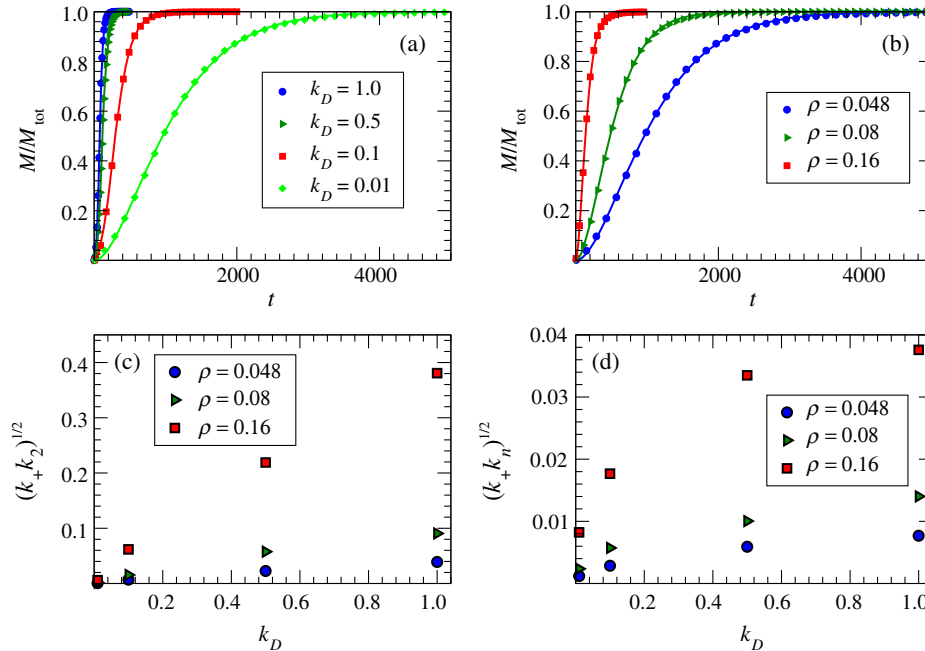 1.0
0.8
0.6
0.4
0.2
M/M_tot
(a)
k_D = 1.0
k_D = 0.5
k_D = 0.1
k_D = 0.01
0 2000 4000
t
1.0
0.8
0.6
0.4
0.2
M/M_tot
(b)
ρ = 0.048
ρ = 0.08
ρ = 0.16
0 2000 4000
t
0.4
0.3
0.2
0.1
(k_+ k_2)^1/2
(c)
ρ = 0.048
ρ = 0.08
ρ = 0.16
0.2 0.4 0.6 0.8 1.0
k_D
0.04
0.03
0.02
0.01
(k_+ k_n)^1/2
(d)
ρ = 0.048
ρ = 0.08
ρ = 0.16
0.2 0.4 0.6 0.8 1.0
k_D